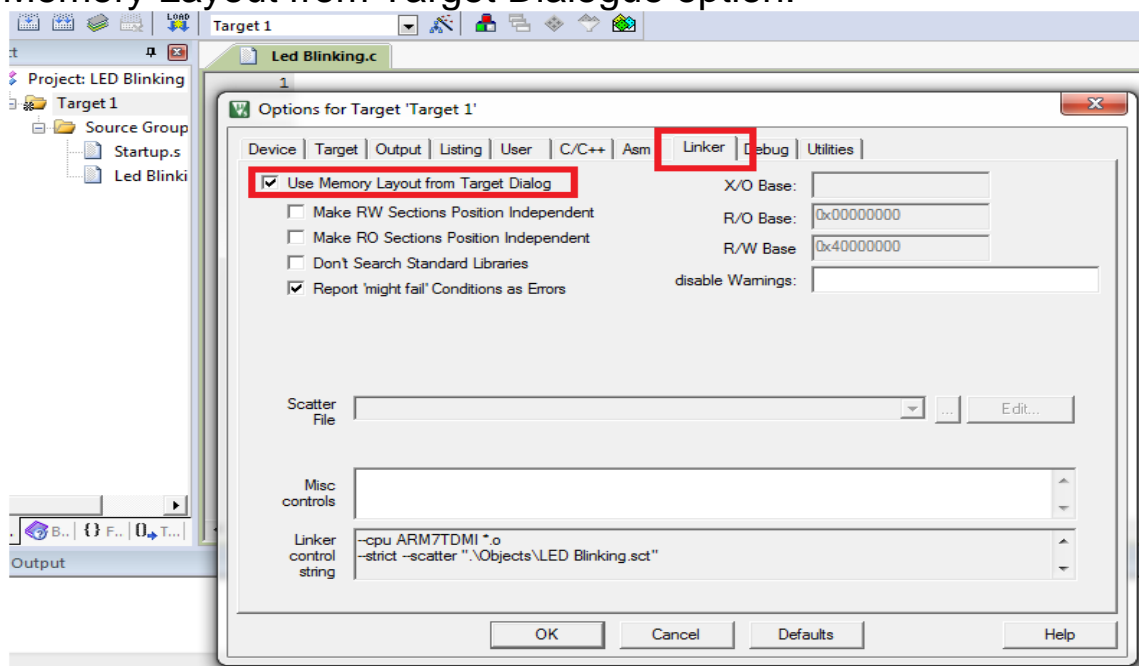 Memory Layout from Target Dialogue option.
LOAD
Target 1
Led Blinking.c
Project: LED Blinking
1
Target 1
Source Group
Startup.s
Led Blinki
Options for Target 'Target 1'
Device Target Output Listing User C/C++ Asm Linker Debug Utilities
Use Memory Layout from Target Dialog
X/O Base:
Make RW Sections Position Independent
R/O Base: 0x00000000
Make RO Sections Position Independent
R/W Base 0x40000000
Don't Search Standard Libraries
disable Warnings:
Report 'might fail' Conditions as Errors
Scatter
File
... Edit...
Misc
controls
Linker
control
string
--cpu ARM7TDMI *.o
--strict --scatter ".\Objects\LED Blinking.sct"
B.. {} F.. 0 T...
Output
OK Cancel Defaults Help